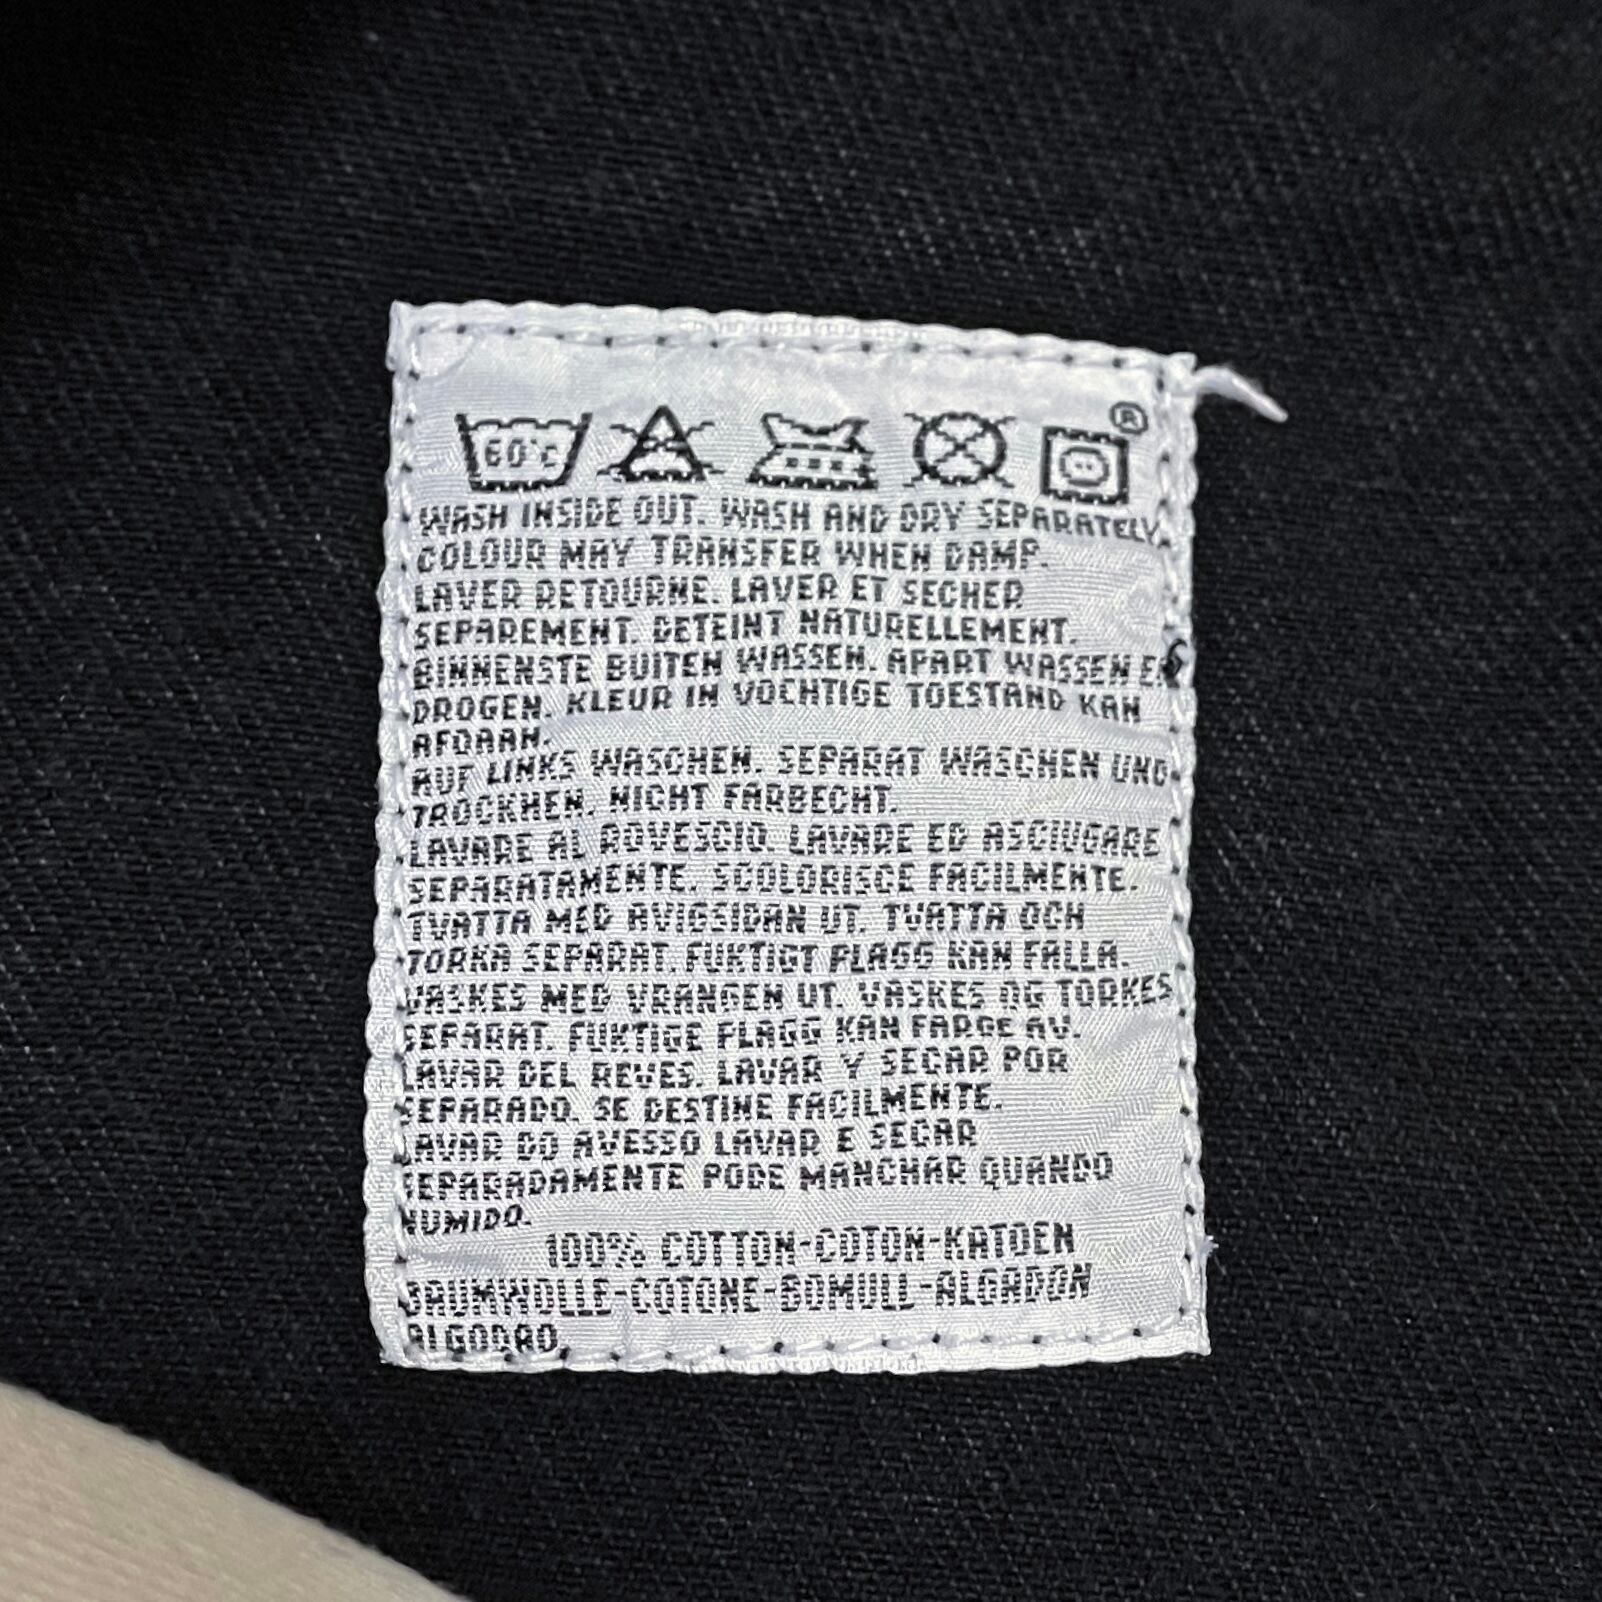 60°C
®
WASH INSIDE OUT. WASH AND DRY SEPARATELY.
COLOUR MAY TRANSFER WHEN DAMP.
LAVER RETOURNE. LAVER ET SECHER
SEPAREMENT. DETEINT NATURELLEMENT.
BINNENSTE BUITEN WASSEN. APART WASSEN EN
DROGEN. KLEUR IN VOCHTIGE TOESTAND KAN
AFGAAN.
AUF LINKS WASCHEN. SEPARAT WASCHEN UND
TROCKNEN. NICHT FARBECHT.
LAVARE AL ROVESCIO. LAVARE ED ASCIUGARE
SEPARATAMENTE. SCOLORISCE FACILMENTE.
TVATTA MED AVIGSIDAN UT. TVATTA OCH
TORKA SEPARAT. FUKTIGT PLAGG KAN FALLA.
VASKES MED VRANGEN UT. VASKES OG TORKES
SEPARAT. FUKTIGE PLAGG KAN FARGE AV.
LAVAR DEL REVES. LAVAR Y SECAR POR
SEPARADO. SE DESTINE FACILMENTE.
LAVAR DO AVESSO LAVAR E SECAR
SEPARADAMENTE PODE MANCHAR QUANDO
HUMIDO.
100% COTTON-COTON-KATOEN
BAUMWOLLE-COTONE-BOMULL-ALGADON
ALGODAO